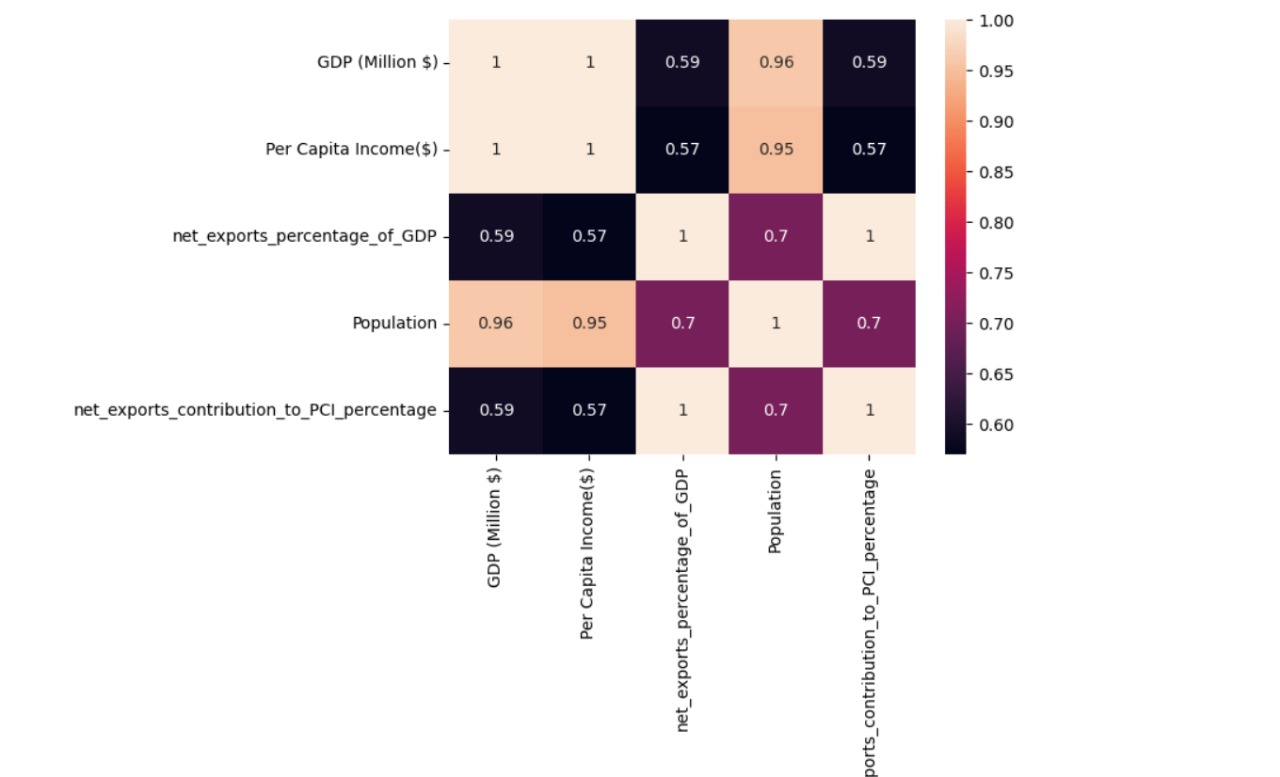 GDP (Million $) 1 1 0.59 0.96 0.59
Per Capita Income($) 1 1 0.57 0.95 0.57
net_exports_percentage_of_GDP 0.59 0.57 1 0.7 1
Population 0.96 0.95 0.7 1 0.7
net_exports_contribution_to_PCI_percentage 0.59 0.57 1 0.7 1
GDP (Million $)
Per Capita Income($)
net_exports_percentage_of_GDP
Population
ports_contribution_to_PCI_percentage
1.00
0.95
0.90
0.85
0.80
0.75
0.70
0.65
0.60